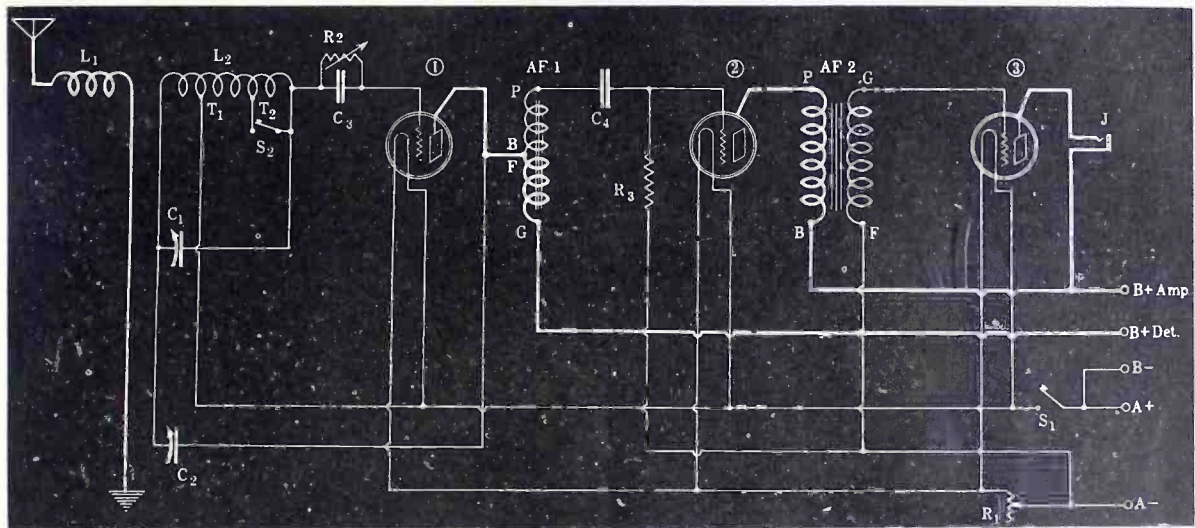 L1
L2
T1
T2
S2
R2
C3
C1
C2
①
AF 1
P
B
F
G
C4
R3
②
P
AF 2
G
B
F
③
J
B+ Amp
B+ Det.
B-
A+
S1
R1
A-